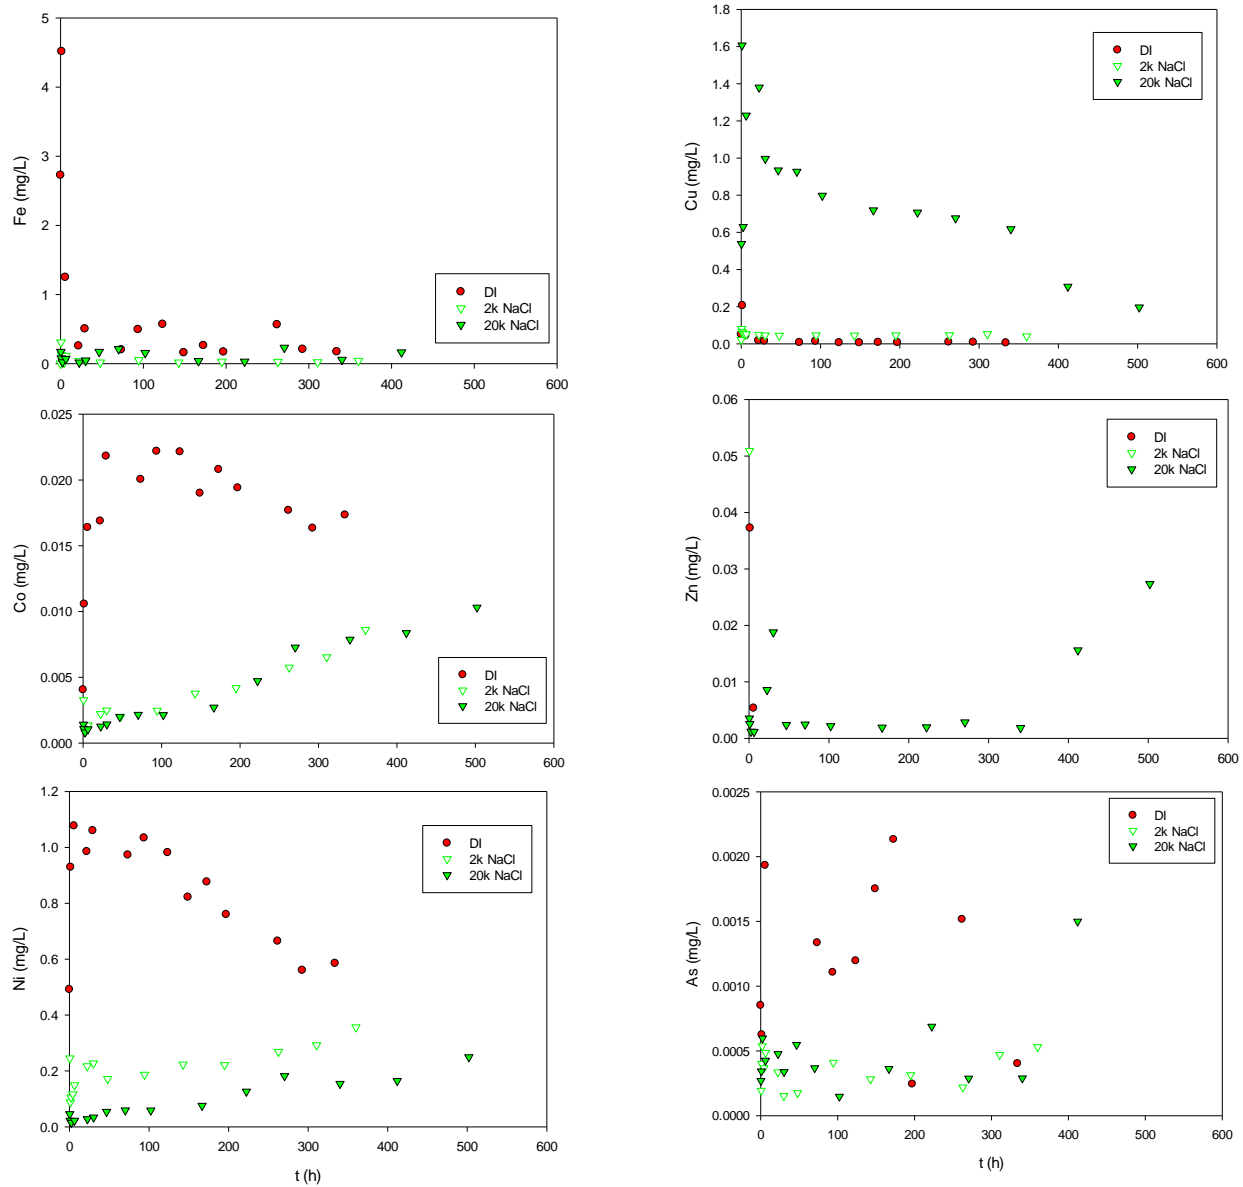 Fe (mg/L)
5
4
3
2
1
0
0 100 200 300 400 500 600
DI
2k NaCl
20k NaCl
Cu (mg/L)
1.8
1.6
1.4
1.2
1.0
0.8
0.6
0.4
0.2
0.0
0 100 200 300 400 500 600
DI
2k NaCl
20k NaCl
Co (mg/L)
0.025
0.020
0.015
0.010
0.005
0.000
0 100 200 300 400 500 600
DI
2k NaCl
20k NaCl
Zn (mg/L)
0.06
0.05
0.04
0.03
0.02
0.01
0.00
0 100 200 300 400 500 600
DI
2k NaCl
20k NaCl
Ni (mg/L)
1.2
1.0
0.8
0.6
0.4
0.2
0.0
0 100 200 300 400 500 600
t (h)
DI
2k NaCl
20k NaCl
As (mg/L)
0.0025
0.0020
0.0015
0.0010
0.0005
0.0000
0 100 200 300 400 500 600
t (h)
DI
2k NaCl
20k NaCl